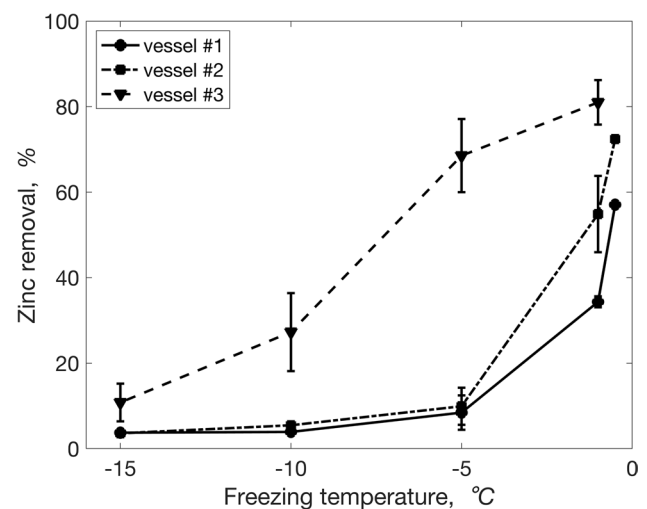 100
80
60
40
20
0
Zinc removal, %
vessel #1
vessel #2
vessel #3
-15 -10 -5 0
Freezing temperature, °C